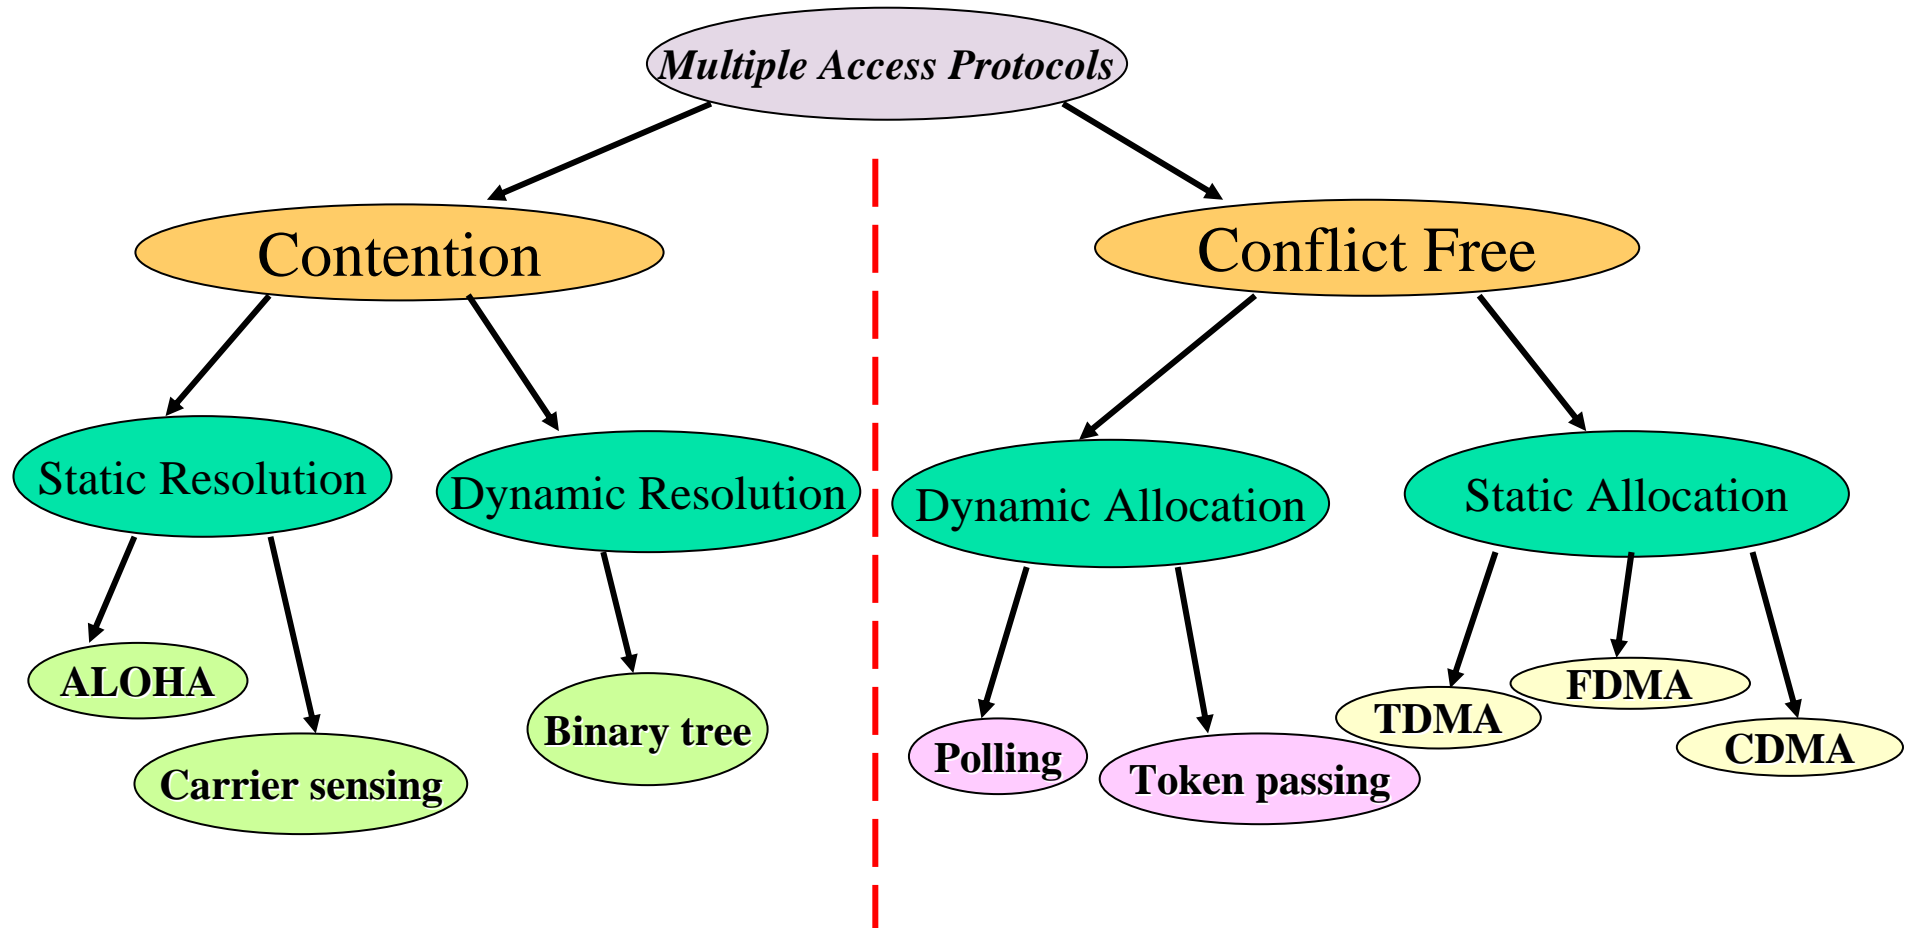 Multiple Access Protocols
Contention
Conflict Free
Static Resolution
Dynamic Resolution
Dynamic Allocation
Static Allocation
ALOHA
Carrier sensing
Binary tree
Polling
Token passing
TDMA
FDMA
CDMA